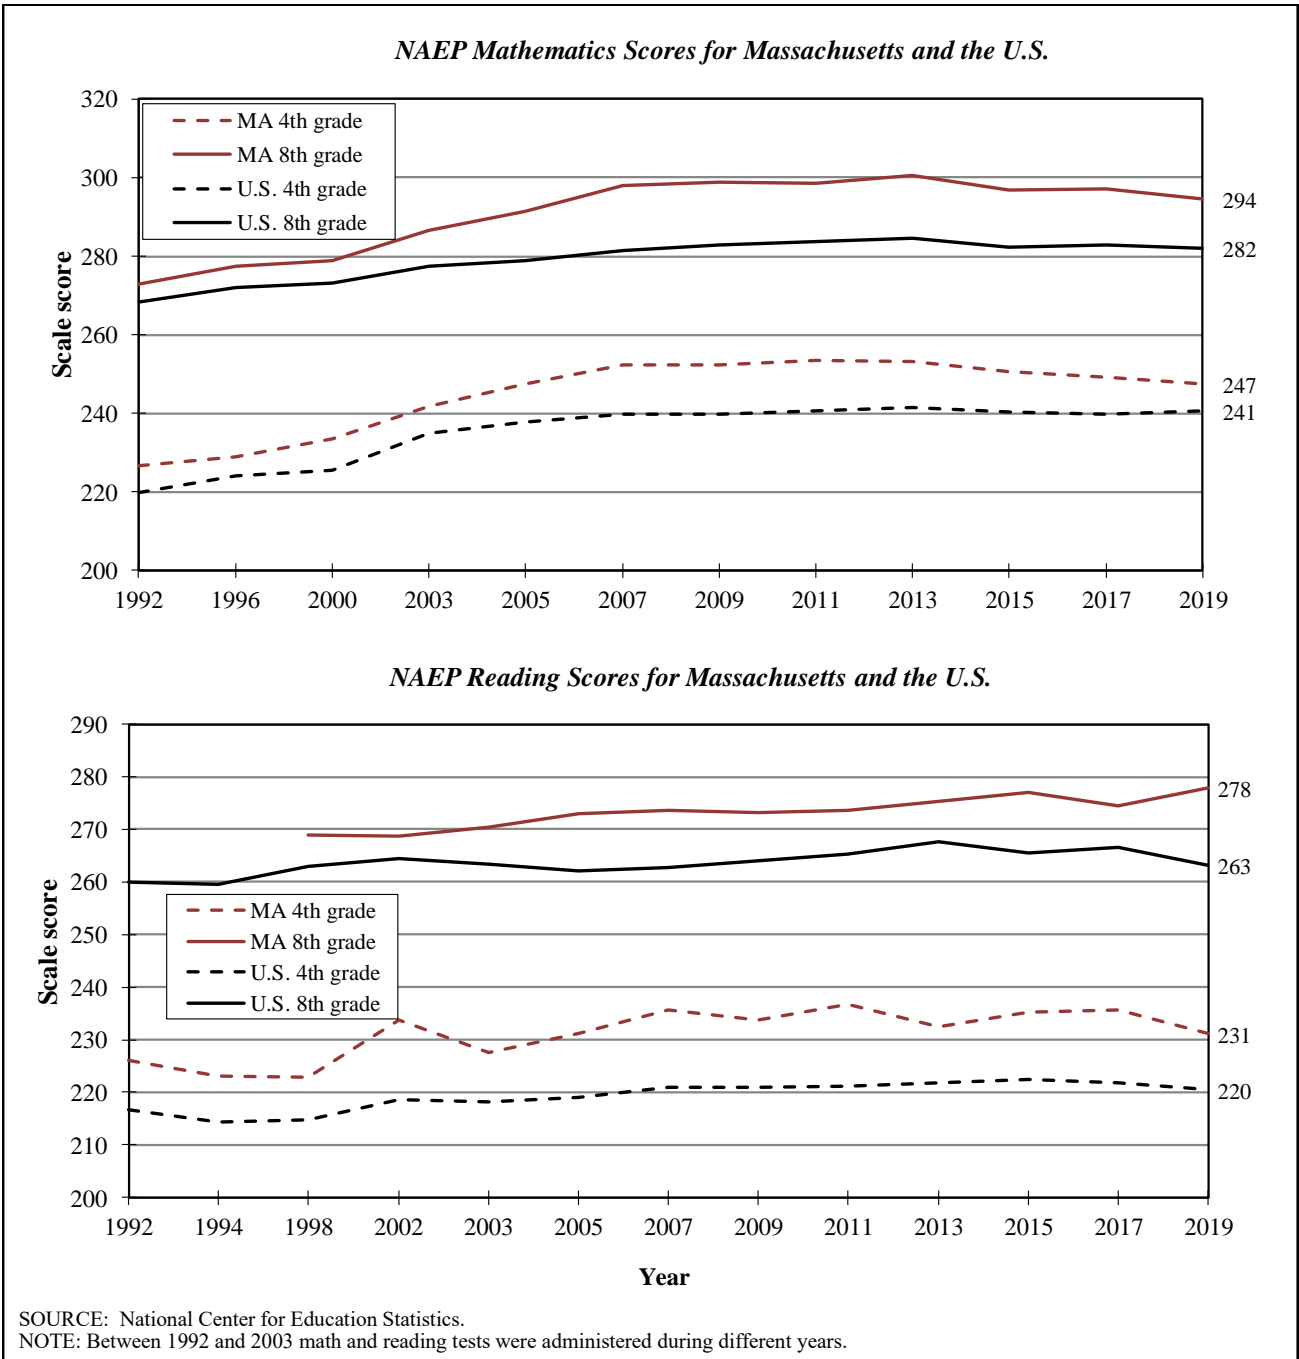 NAEP Mathematics Scores for Massachusetts and the U.S.
320
300
280
260
240
220
200
Scale score
MA 4th grade
MA 8th grade
U.S. 4th grade
U.S. 8th grade
294
282
247
241
1992 1996 2000 2003 2005 2007 2009 2011 2013 2015 2017 2019
NAEP Reading Scores for Massachusetts and the U.S.
290
280
270
260
250
240
230
220
210
200
Scale score
MA 4th grade
MA 8th grade
U.S. 4th grade
U.S. 8th grade
278
263
231
220
1992 1994 1998 2002 2003 2005 2007 2009 2011 2013 2015 2017 2019
Year
SOURCE: National Center for Education Statistics.
NOTE: Between 1992 and 2003 math and reading tests were administered during different years.